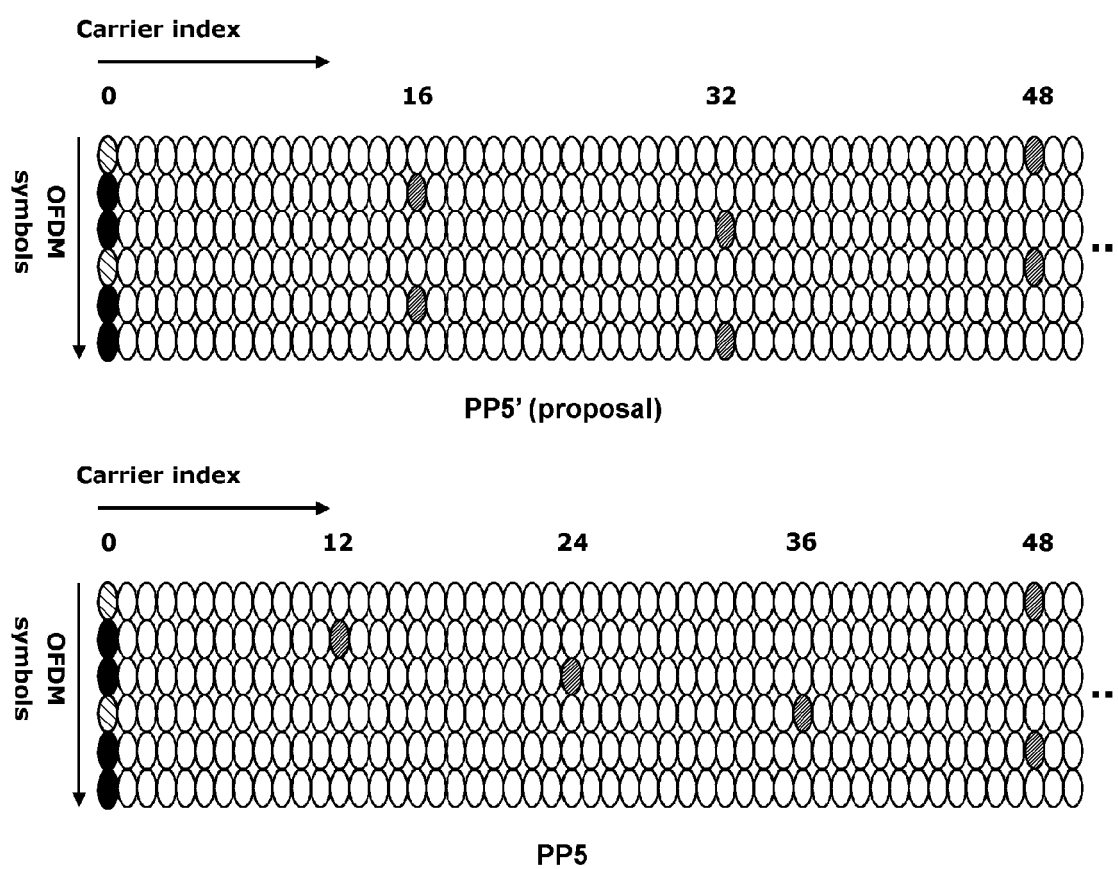 Carrier index
0 16 32 48
OFDM
symbols
..
PP5' (proposal)
Carrier index
0 12 24 36 48
OFDM
symbols
..
PP5